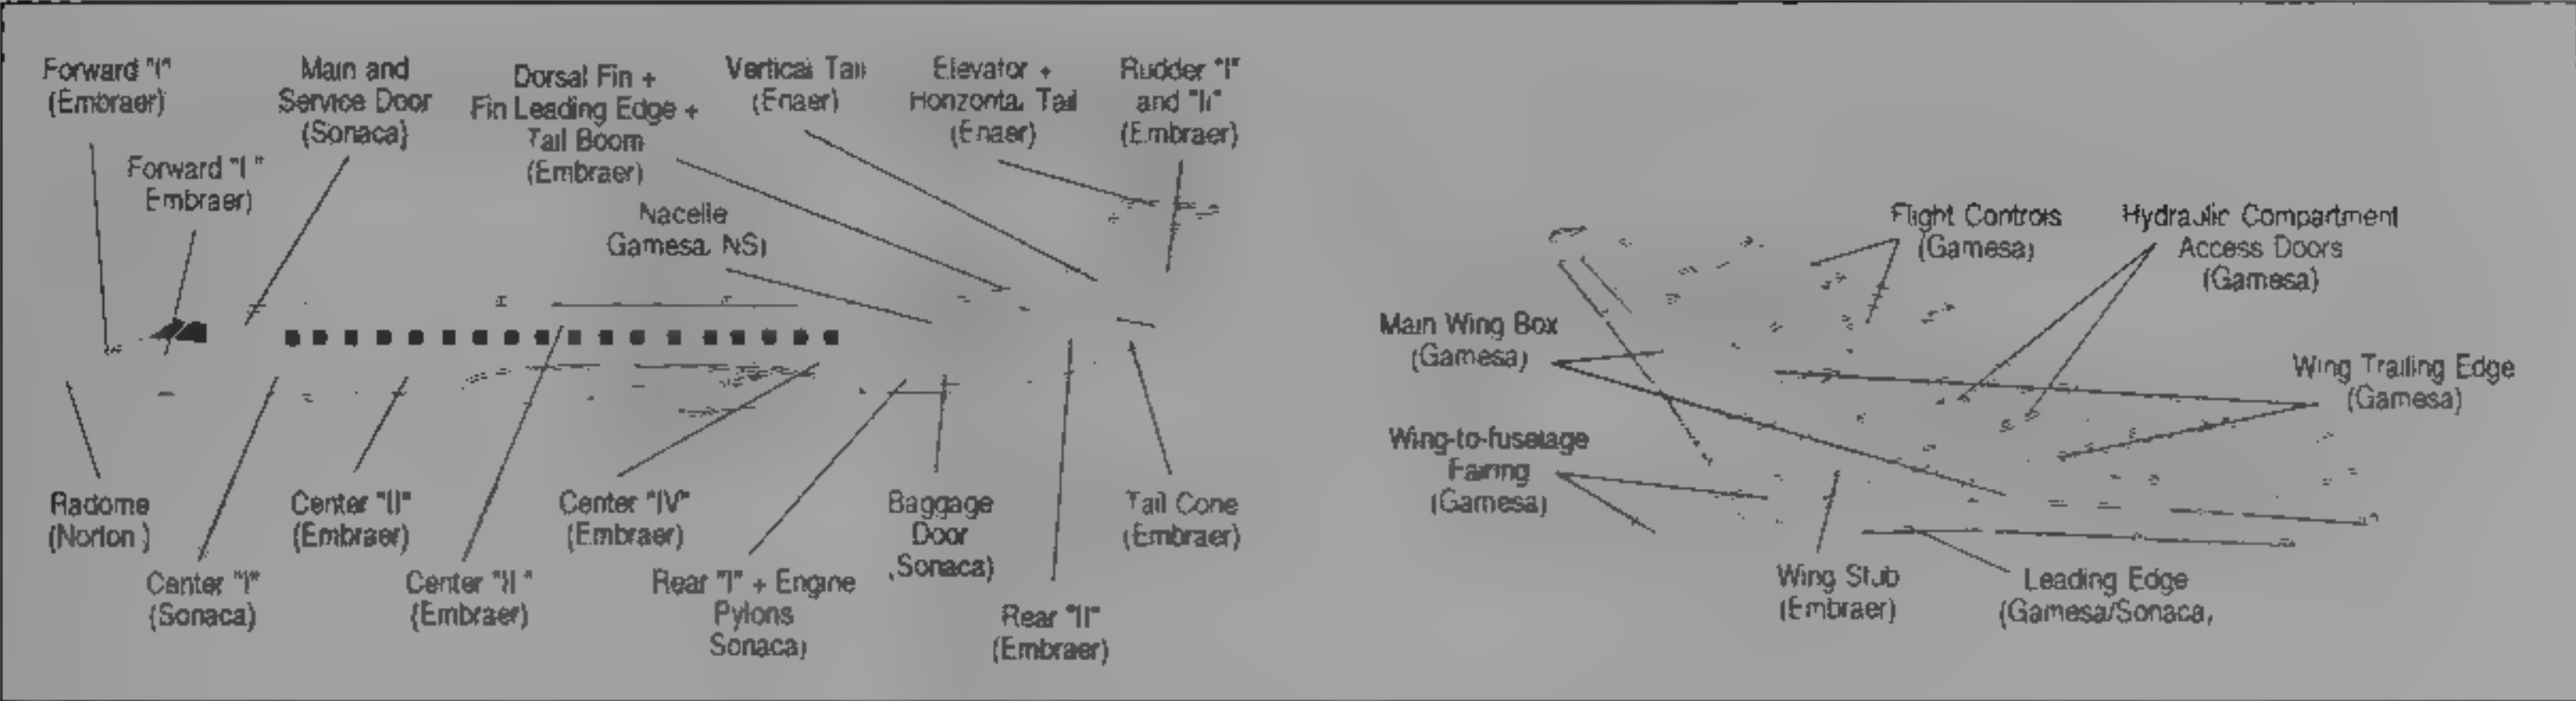 Forward "I"
(Embraer)
Forward "I "
Embraer)
Main and
Service Door
(Sonaca)
Dorsal Fin +
Fin Leading Edge +
Tail Boom
(Embraer)
Nacelle
Gamesa, NS)
Vertical Tail
(Enaer)
Elevator +
Horizontal Tail
(Enaer)
Rudder "I"
and "II"
(Embraer)
Radome
(Norton )
Center "I"
(Sonaca)
Center "II"
(Embraer)
Center "II "
(Embraer)
Center "IV"
(Embraer)
Rear "I" + Engine
Pylons
Sonaca)
Baggage
Door
(Sonaca)
Rear "II"
(Embraer)
Tail Cone
(Embraer)
Flight Controls
(Gamesa)
Hydraulic Compartment
Access Doors
(Gamesa)
Main Wing Box
(Gamesa)
Wing Trailing Edge
(Gamesa)
Wing-to-fuselage
Fairing
(Gamesa)
Wing Stub
(Embraer)
Leading Edge
(Gamesa/Sonaca)